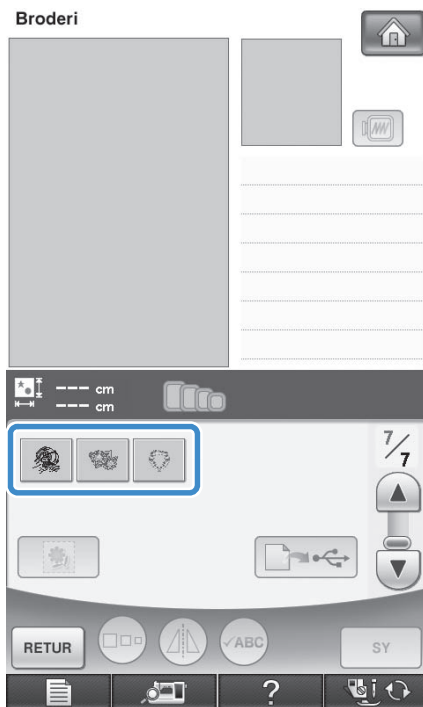 Broderi
--- cm
--- cm
7/7
RETUR
ABC
SY
?
i